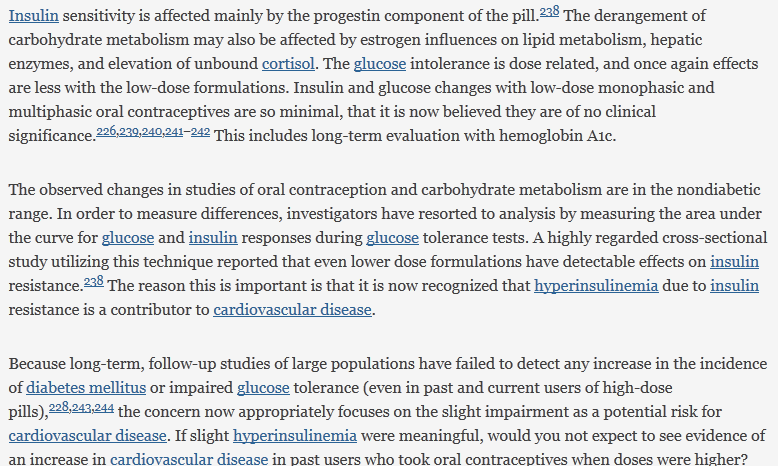 Insulin sensitivity is affected mainly by the progestin component of the pill.238 The derangement of
carbohydrate metabolism may also be affected by estrogen influences on lipid metabolism, hepatic
enzymes, and elevation of unbound cortisol. The glucose intolerance is dose related, and once again effects
are less with the low-dose formulations. Insulin and glucose changes with low-dose monophasic and
multiphasic oral contraceptives are so minimal, that it is now believed they are of no clinical
significance.226,239,240,241–242 This includes long-term evaluation with hemoglobin A1c.
The observed changes in studies of oral contraception and carbohydrate metabolism are in the nondiabetic
range. In order to measure differences, investigators have resorted to analysis by measuring the area under
the curve for glucose and insulin responses during glucose tolerance tests. A highly regarded cross-sectional
study utilizing this technique reported that even lower dose formulations have detectable effects on insulin
resistance.238 The reason this is important is that it is now recognized that hyperinsulinemia due to insulin
resistance is a contributor to cardiovascular disease.
Because long-term, follow-up studies of large populations have failed to detect any increase in the incidence
of diabetes mellitus or impaired glucose tolerance (even in past and current users of high-dose
pills),228,243,244 the concern now appropriately focuses on the slight impairment as a potential risk for
cardiovascular disease. If slight hyperinsulinemia were meaningful, would you not expect to see evidence of
an increase in cardiovascular disease in past users who took oral contraceptives when doses were higher?